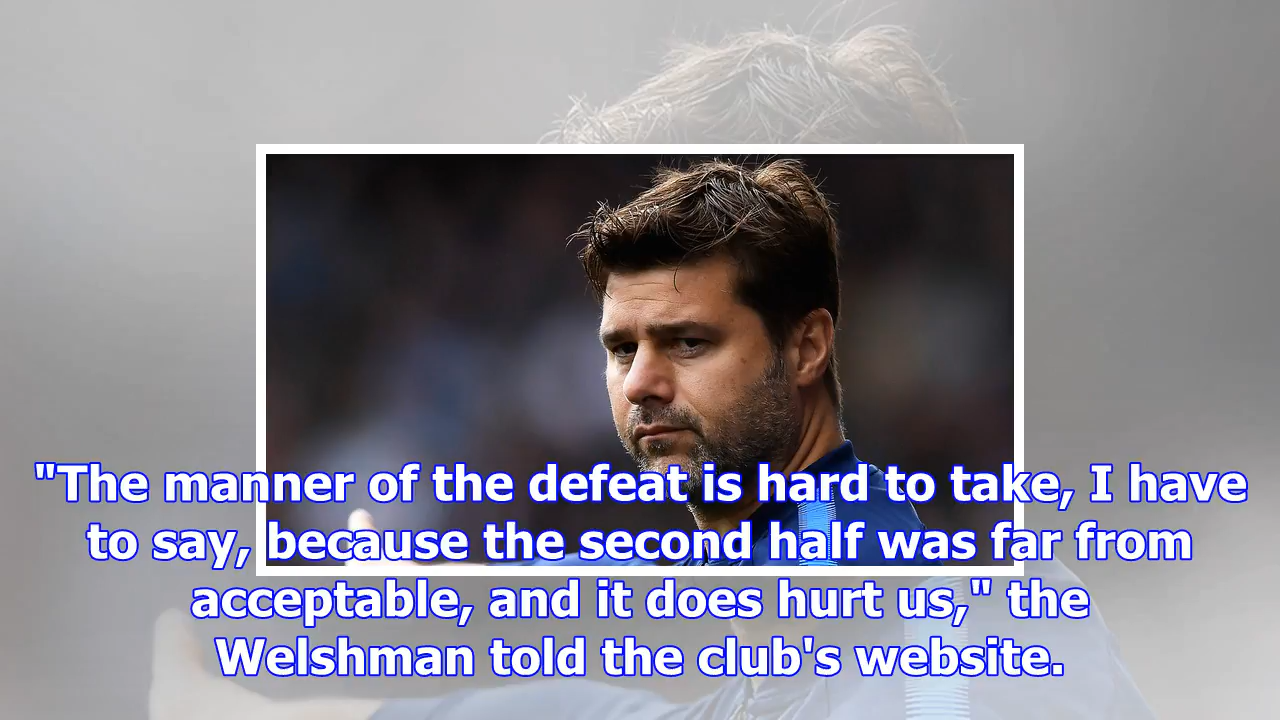 "The manner of the defeat is hard to take, I have
to say, because the second half was far from
acceptable, and it does hurt us," the
Welshman told the club's website.